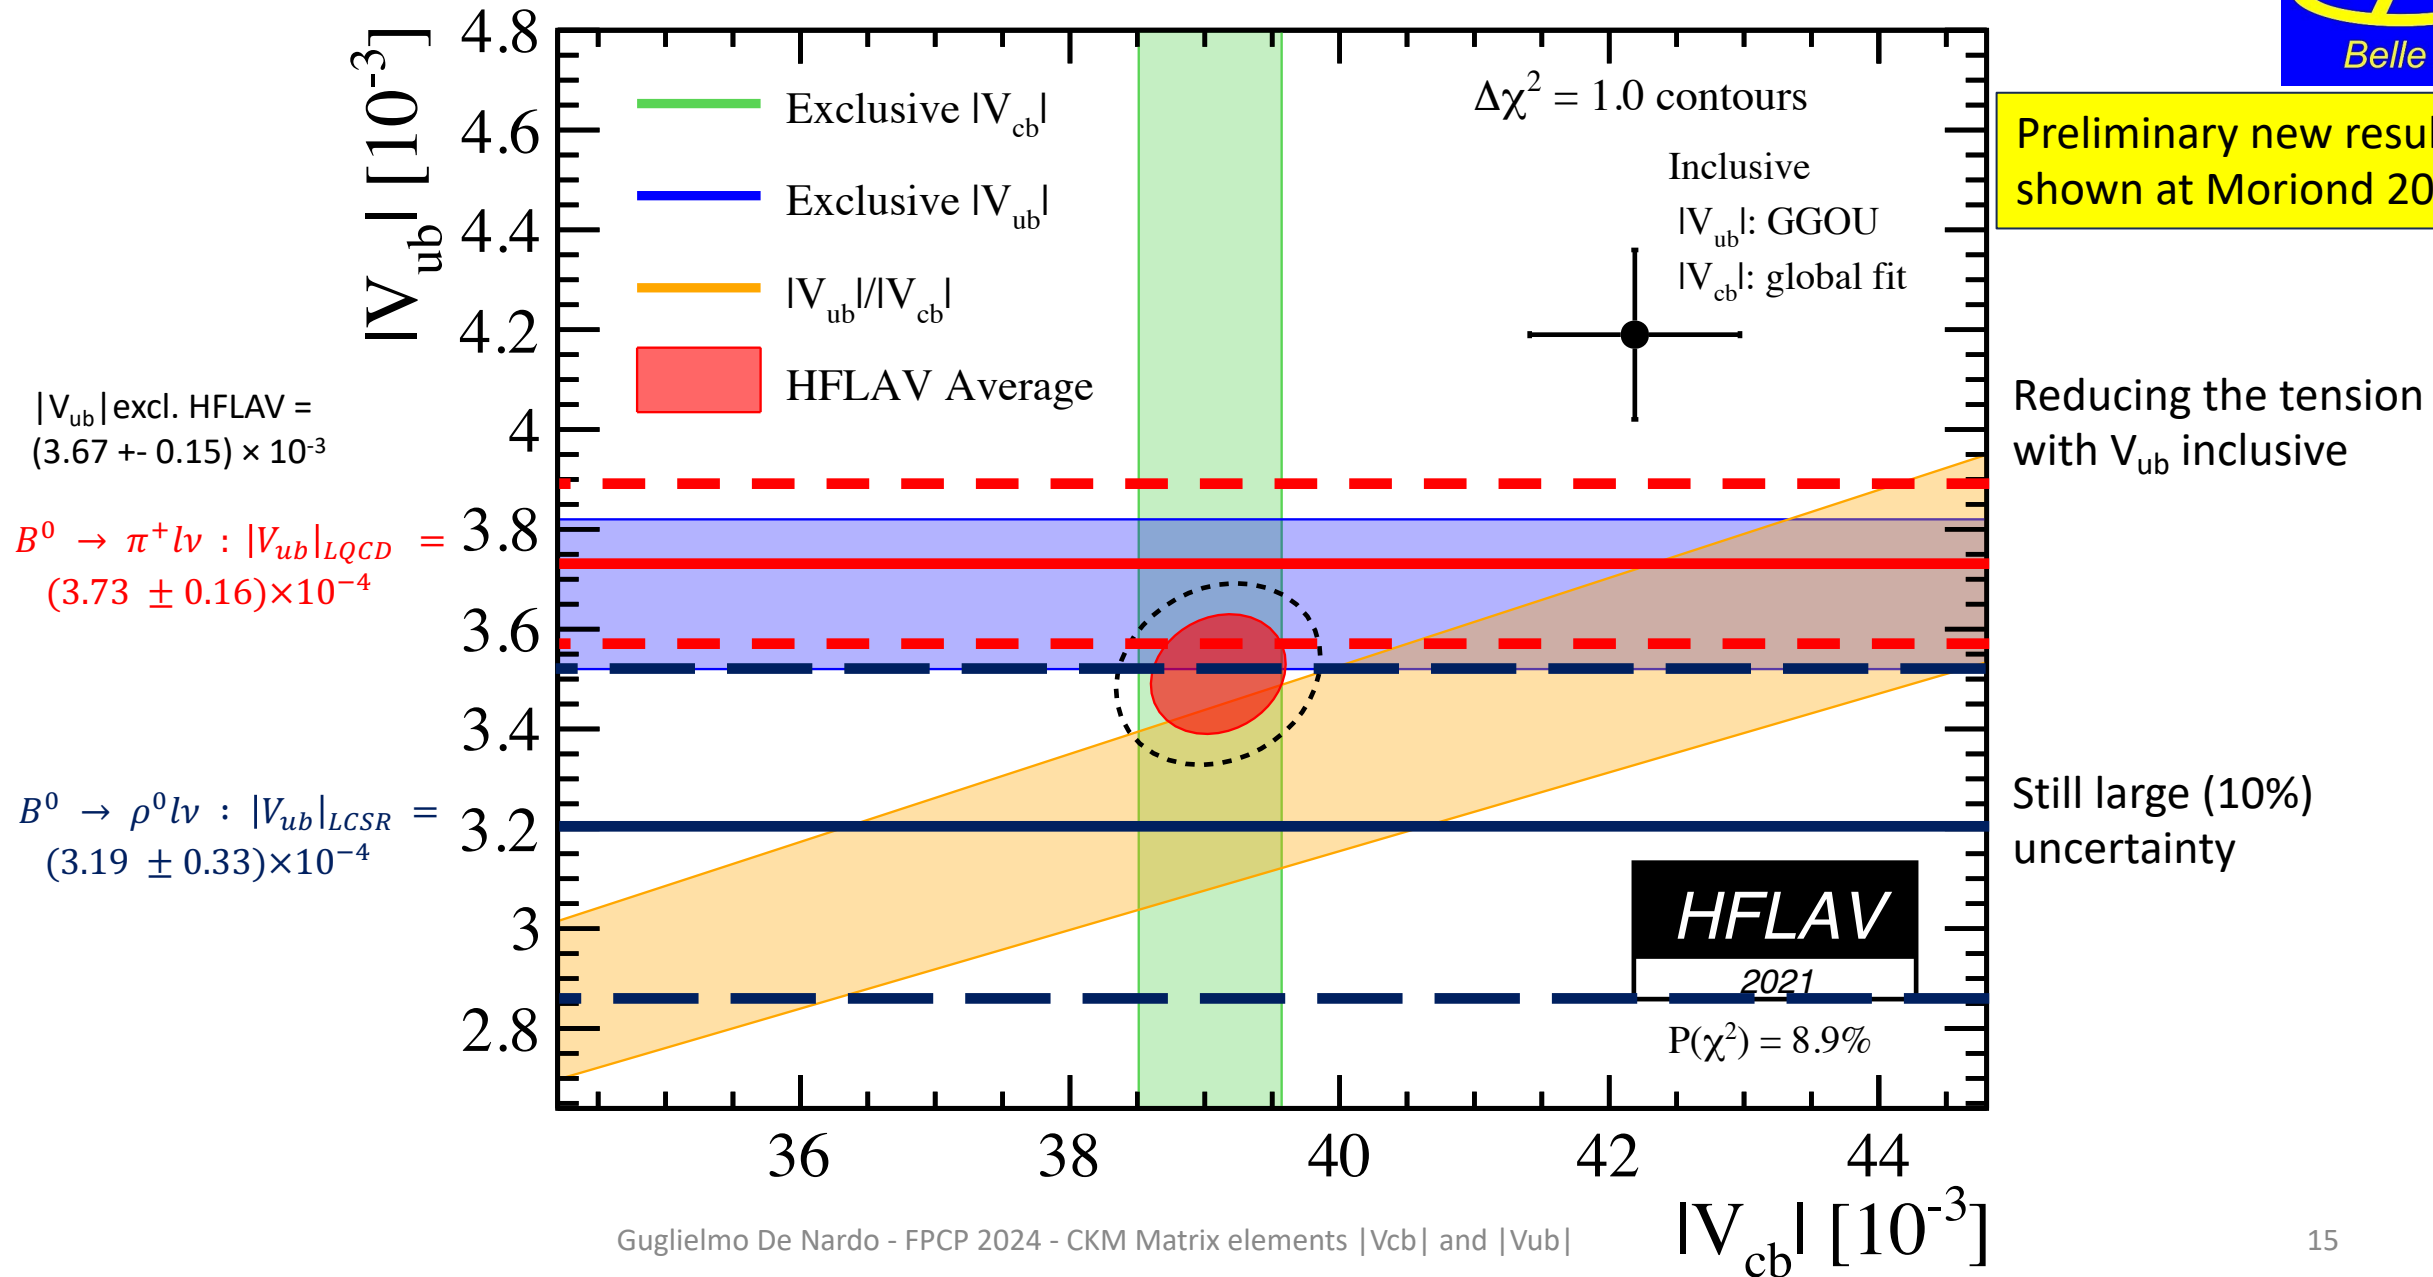 Belle
Preliminary new resul
shown at Moriond 20
|V_ub| [10^-3]
4.8
4.6
4.4
4.2
4
3.8
3.6
3.4
3.2
3
2.8
Exclusive |V_cb|
Exclusive |V_ub|
|V_ub|/|V_cb|
HFLAV Average
Δχ² = 1.0 contours
Inclusive
|V_ub|: GGOU
|V_cb|: global fit
|V_ub| excl. HFLAV =
(3.67 +- 0.15) × 10^-3
B^0 → π^+lν : |V_ub|_LQCD =
(3.73 ± 0.16)×10^−4
B^0 → ρ^0lν : |V_ub|_LCSR =
(3.19 ± 0.33)×10^−4
Reducing the tension
with V_ub inclusive
Still large (10%)
uncertainty
HFLAV
2021
P(χ²) = 8.9%
36 38 40 42 44
|V_cb| [10^-3]
Guglielmo De Nardo - FPCP 2024 - CKM Matrix elements |Vcb| and |Vub|
15